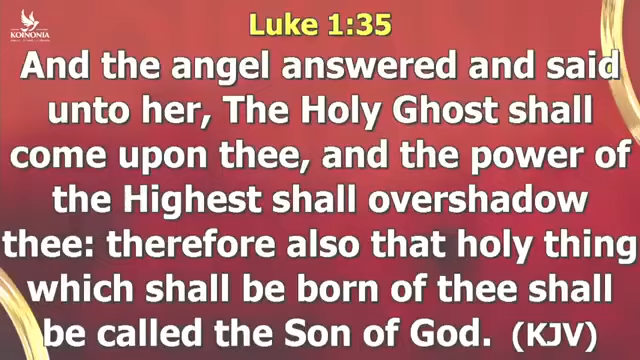 KOINONIA
Luke 1:35
And the angel answered and said
unto her, The Holy Ghost shall
come upon thee, and the power of
the Highest shall overshadow
thee: therefore also that holy thing
which shall be born of thee shall
be called the Son of God. (KJV)